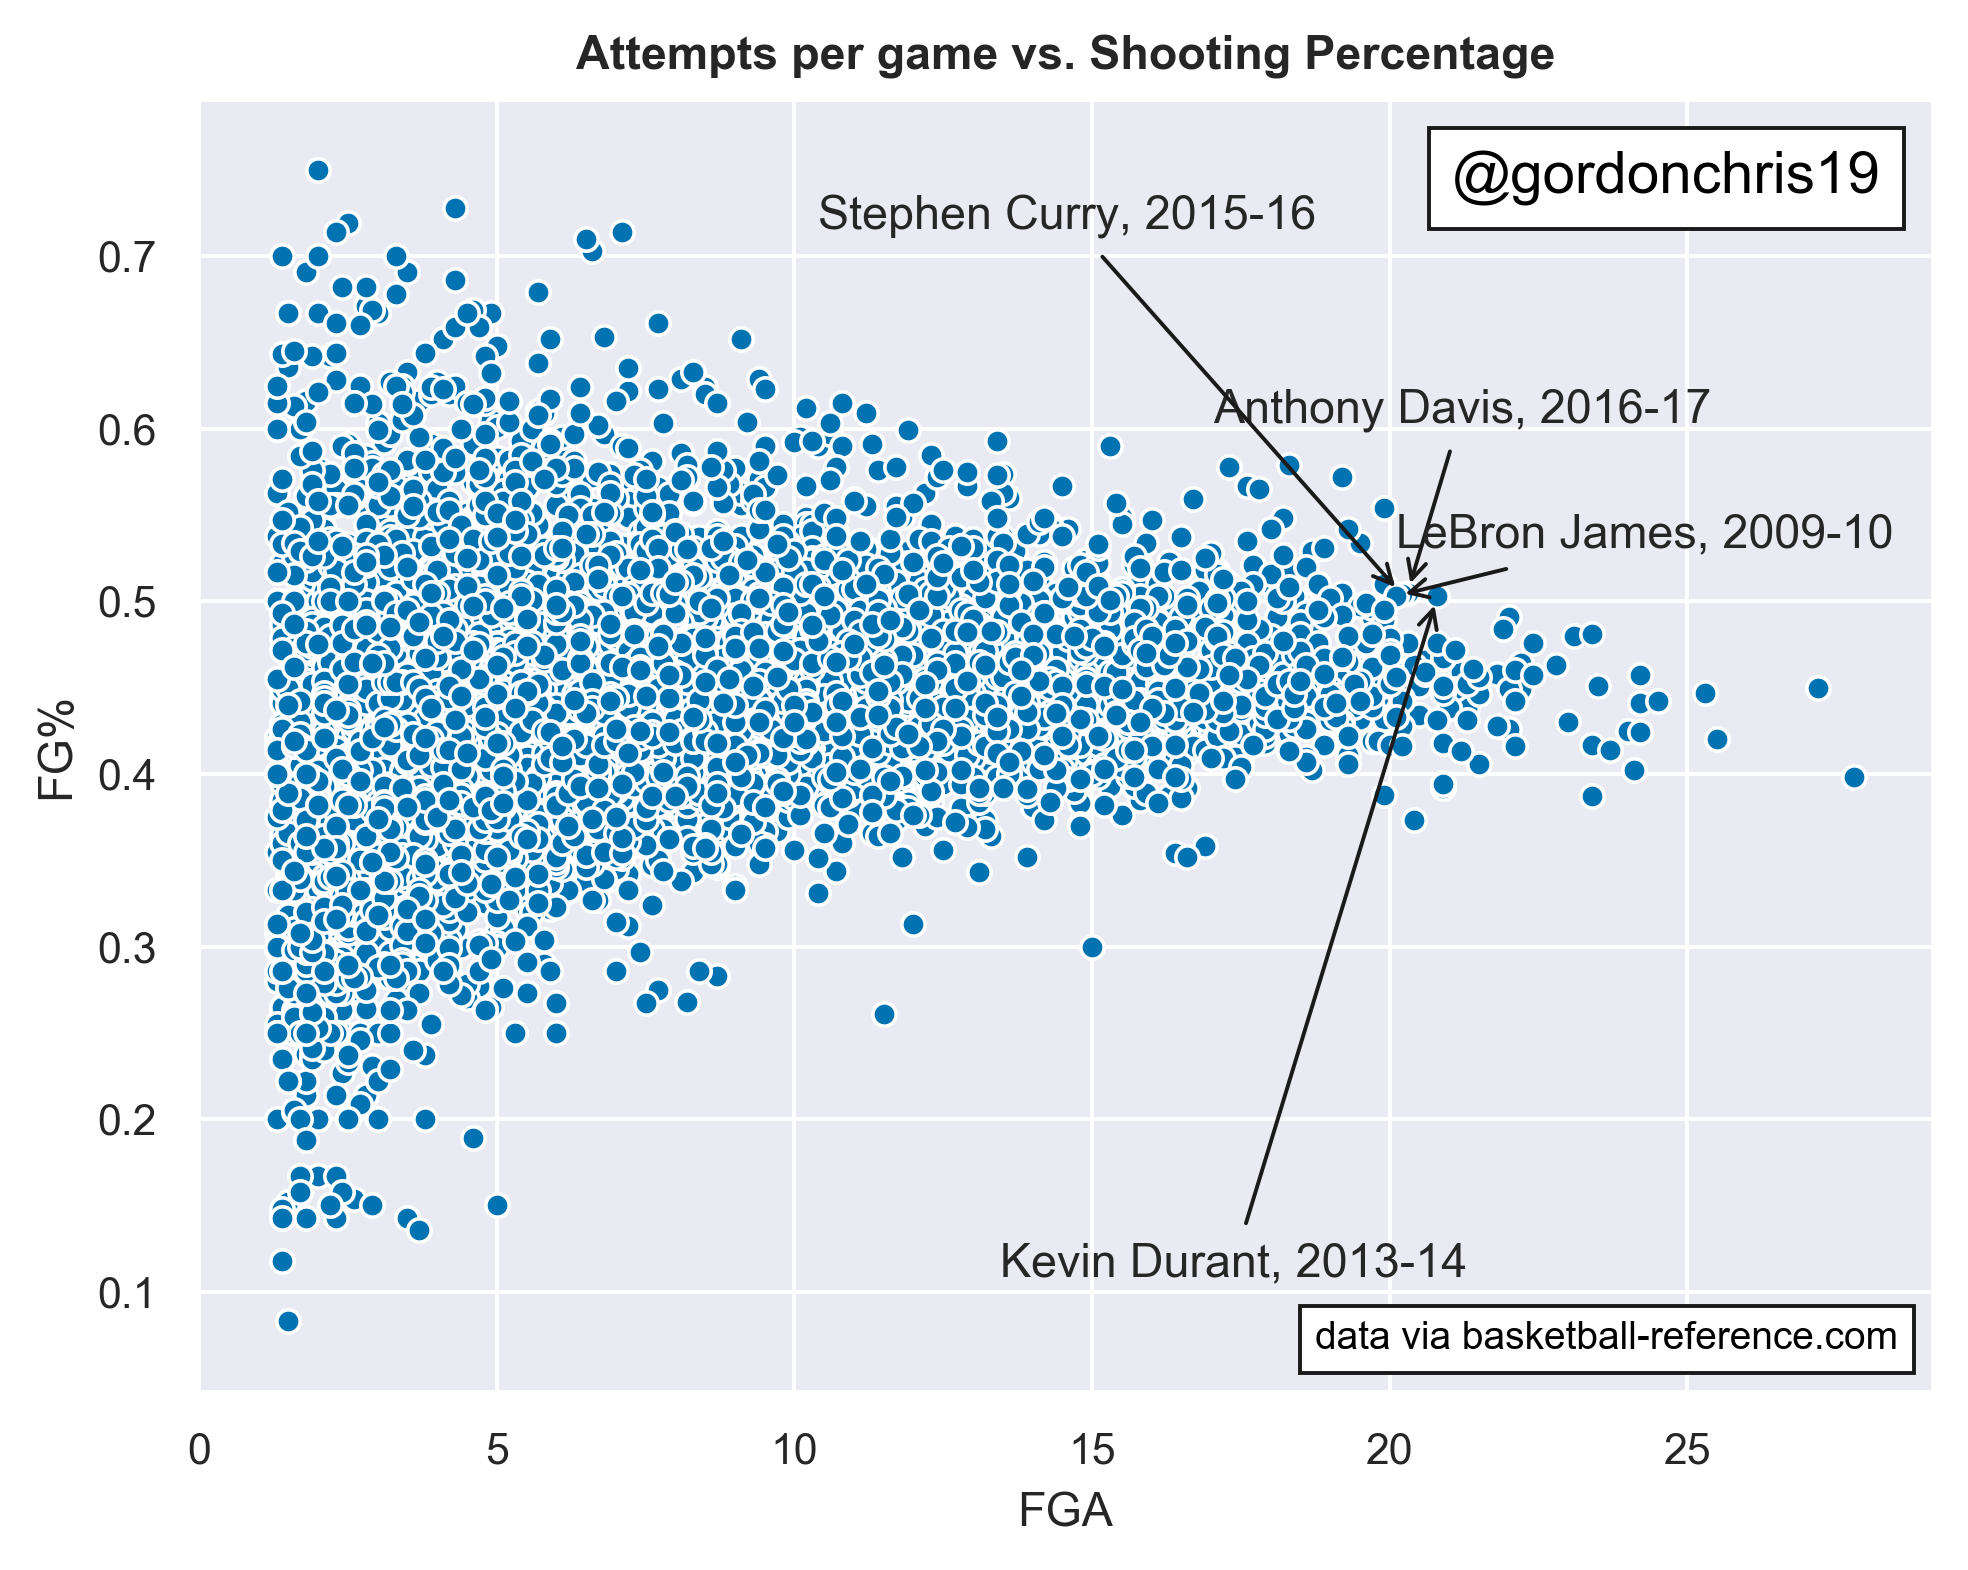 Attempts per game vs. Shooting Percentage
@gordonchris19
Stephen Curry, 2015-16
Anthony Davis, 2016-17
LeBron James, 2009-10
Kevin Durant, 2013-14
data via basketball-reference.com
FG%
0.7
0.6
0.5
0.4
0.3
0.2
0.1
0 5 10 15 20 25
FGA